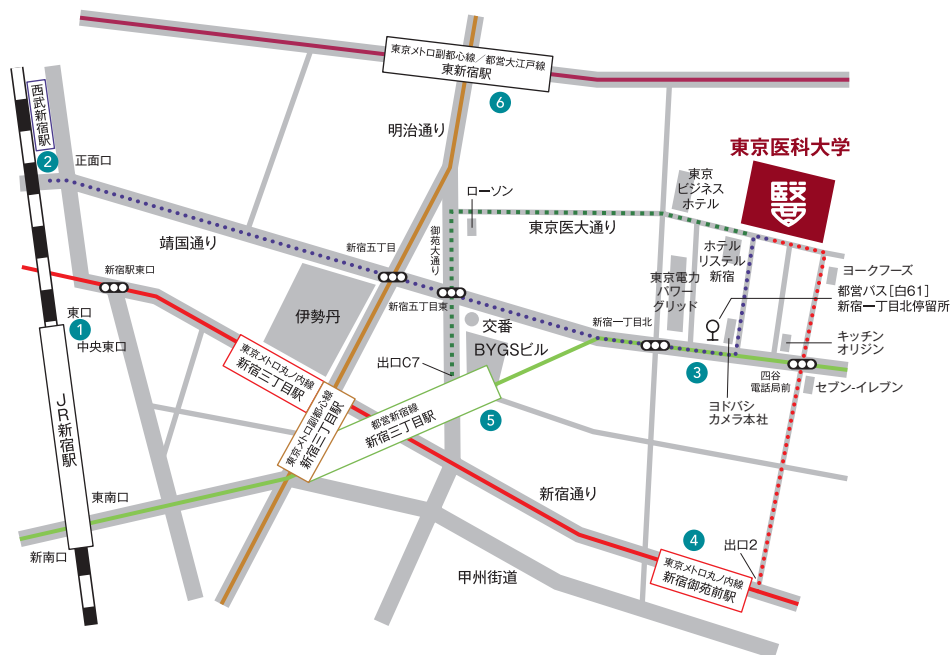 東京メトロ副都心線／都営大江戸線
東新宿駅
6
西武新宿駅
2
正面口
明治通り
東京医科大学
醫
東京
ビジネス
ホテル
ローソン
東京医大通り
御苑大通り
靖国通り
新宿五丁目
新宿五丁目東
新宿駅東口
ホテル
リステル
新宿
ヨークフーズ
都営バス[白61]
新宿一丁目北停留所
東京電力
パワー
グリッド
東口
1
中央東口
伊勢丹
交番
BYGSビル
新宿一丁目北
キッチン
オリジン
3
四谷
電話局前
セブン-イレブン
ヨドバシ
カメラ本社
出口C7
東京メトロ丸ノ内線
新宿三丁目駅
東京メトロ副都心線
新宿三丁目駅
都営新宿線
新宿三丁目駅
5
JR新宿駅
東南口
新南口
新宿通り
甲州街道
4
出口2
東京メトロ丸ノ内線
新宿御苑前駅